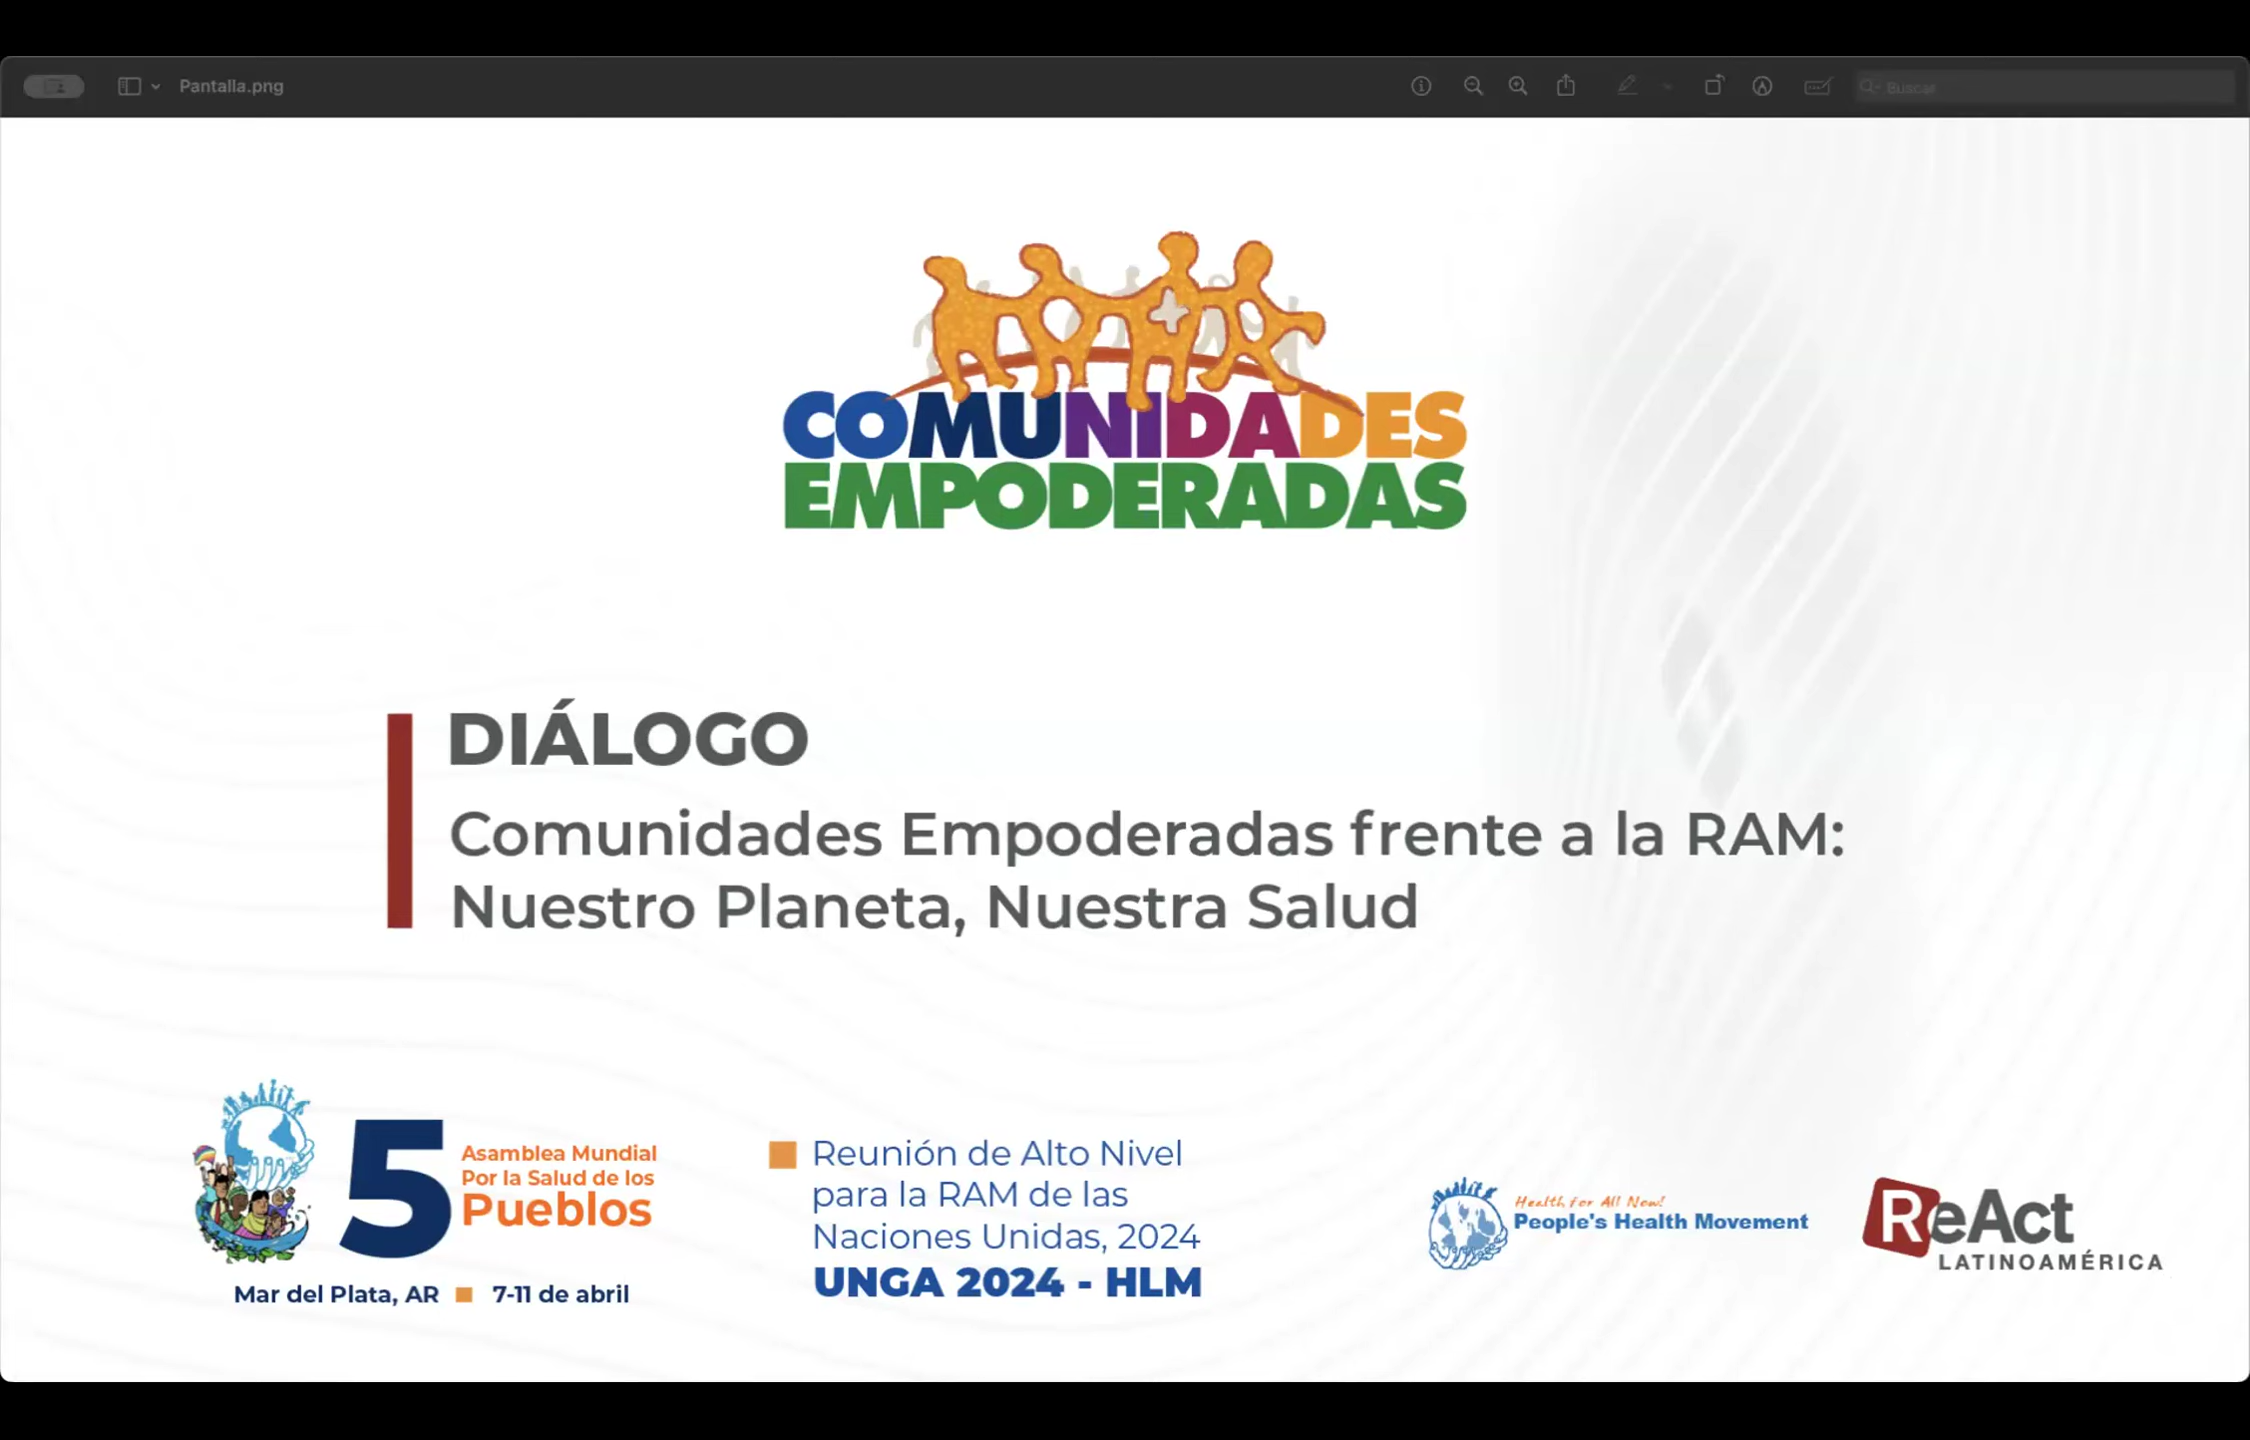 Pantalla.png
Buscar
COMUNIDADES
EMPODERADAS
DIÁLOGO
Comunidades Empoderadas frente a la RAM:
Nuestro Planeta, Nuestra Salud
5
Asamblea Mundial
Por la Salud de los
Pueblos
Mar del Plata, AR 7-11 de abril
Reunión de Alto Nivel
para la RAM de las
Naciones Unidas, 2024
UNGA 2024 - HLM
Health for All Now!
People's Health Movement
ReAct
LATINOAMÉRICA